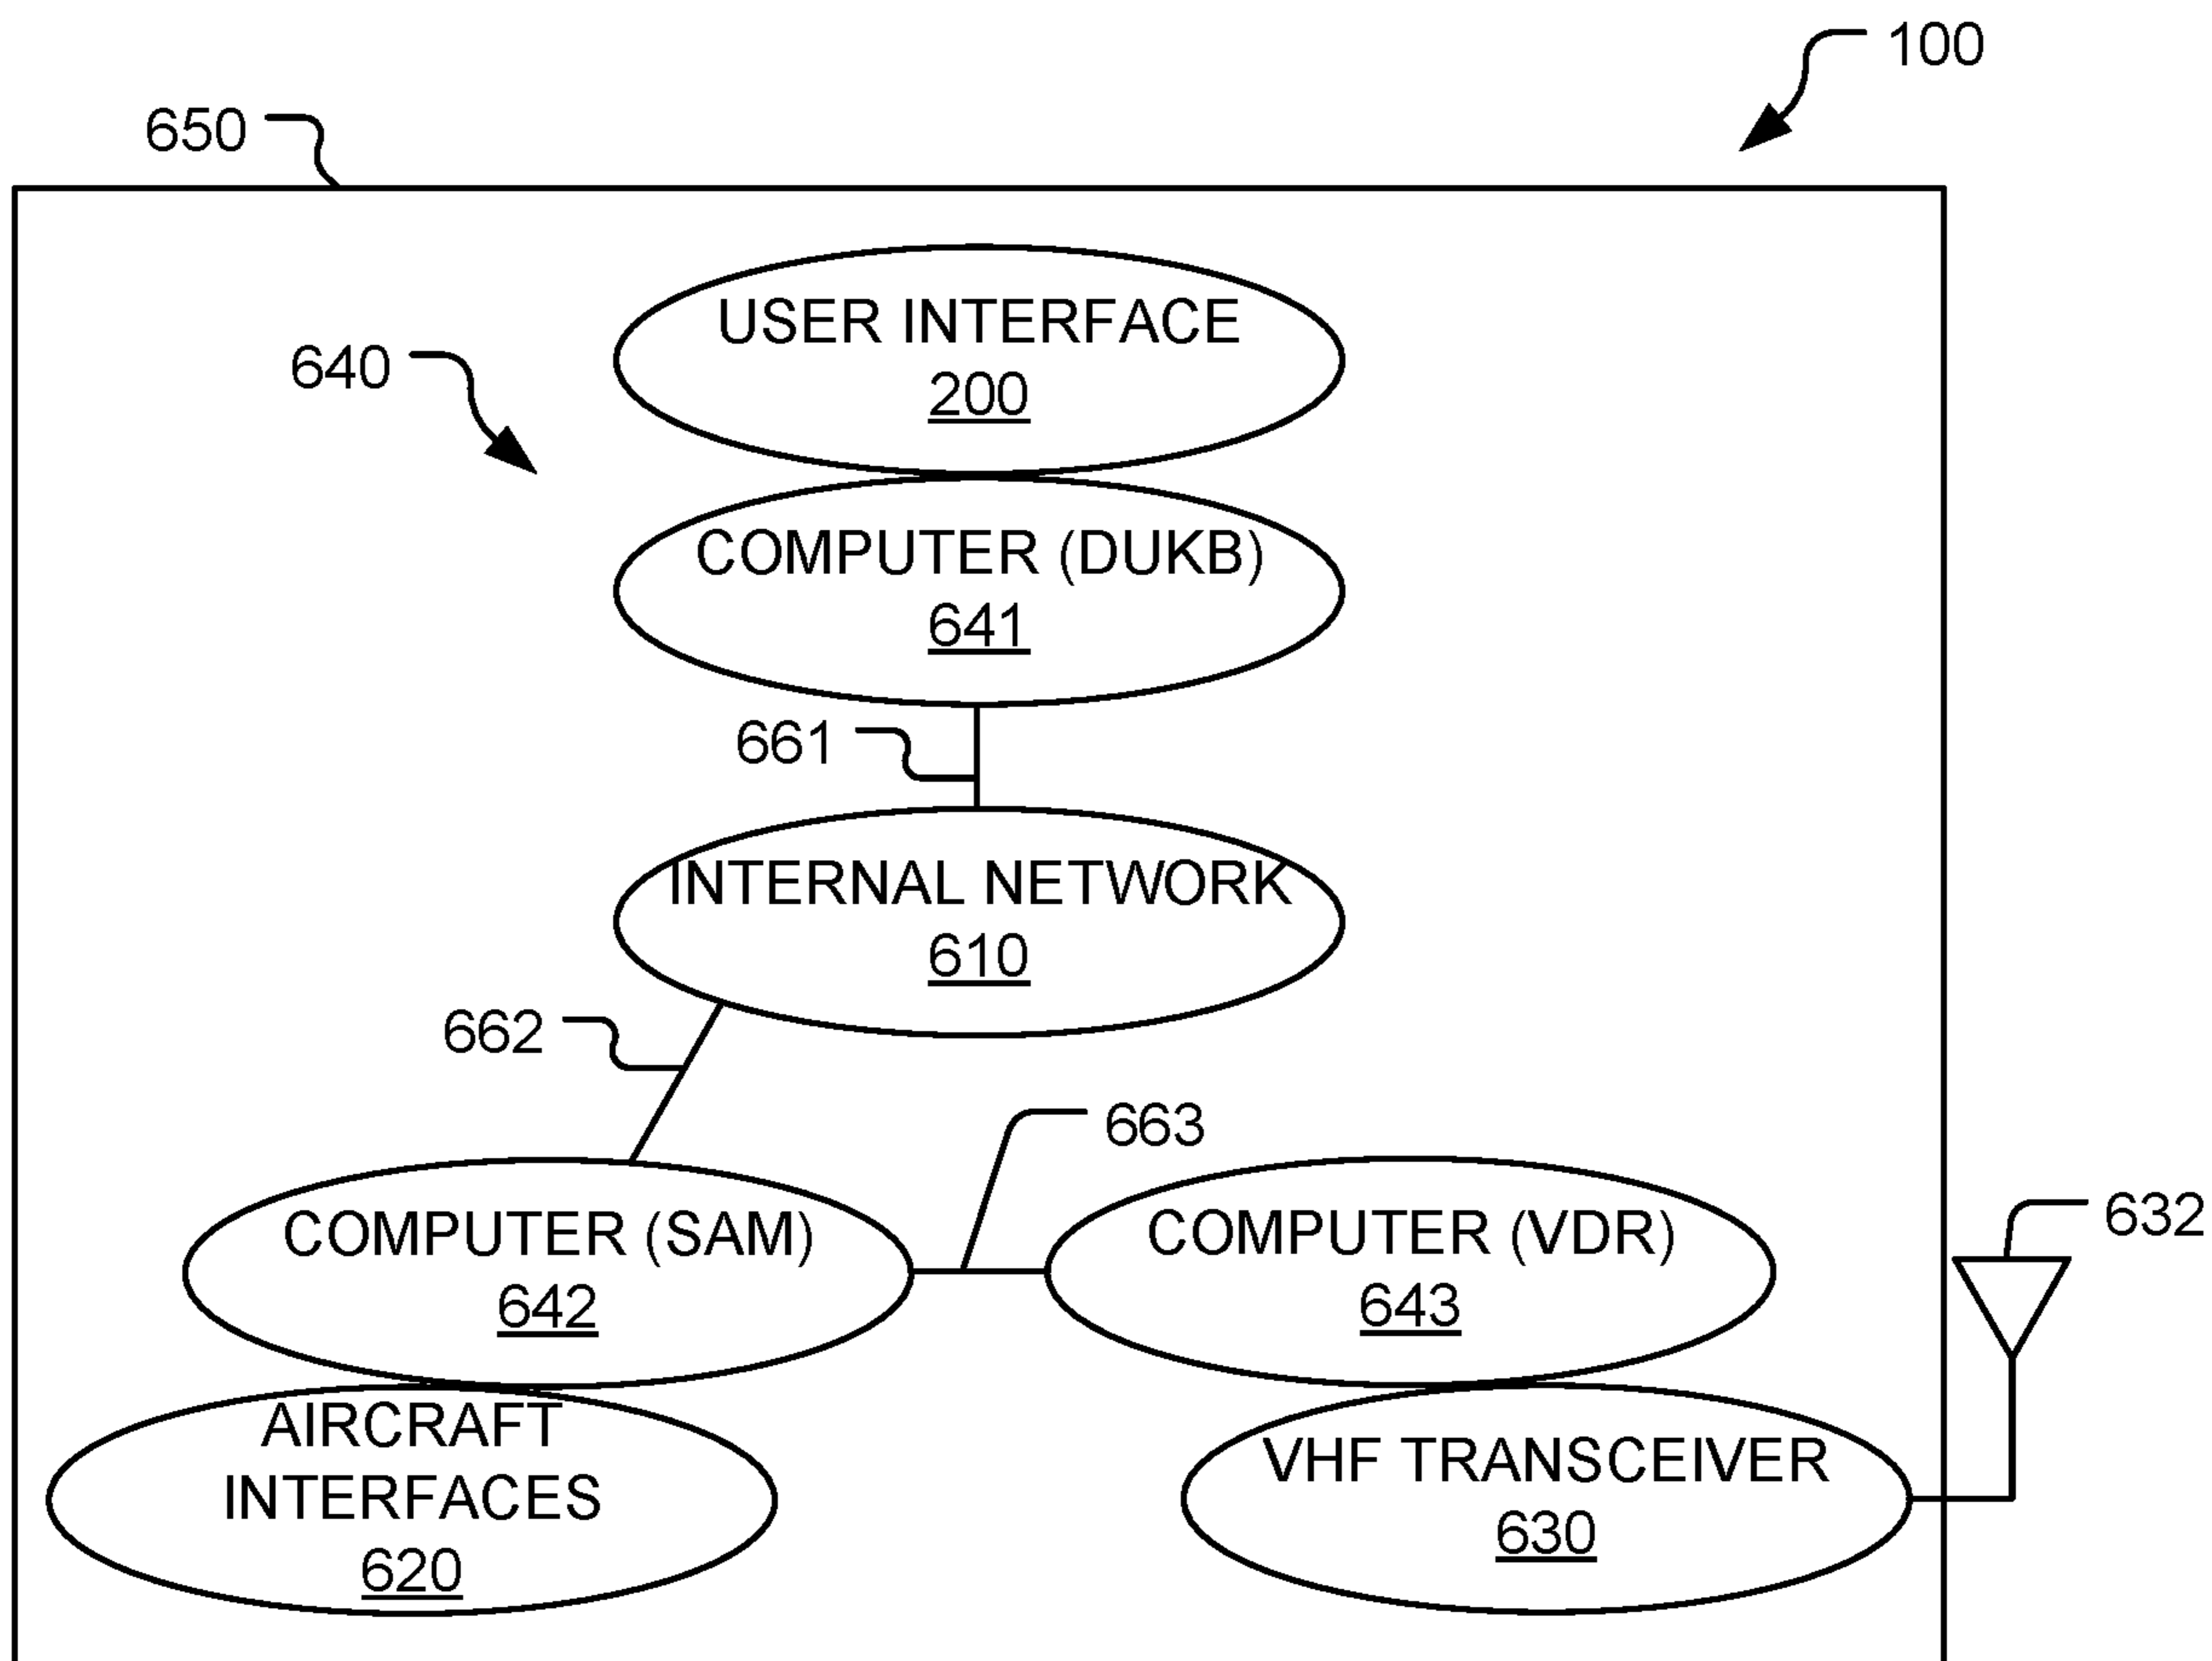 100
650
USER INTERFACE
200
640
COMPUTER (DUKB)
641
661
INTERNAL NETWORK
610
662
663
COMPUTER (SAM)
642
COMPUTER (VDR)
643
632
AIRCRAFT
INTERFACES
620
VHF TRANSCEIVER
630